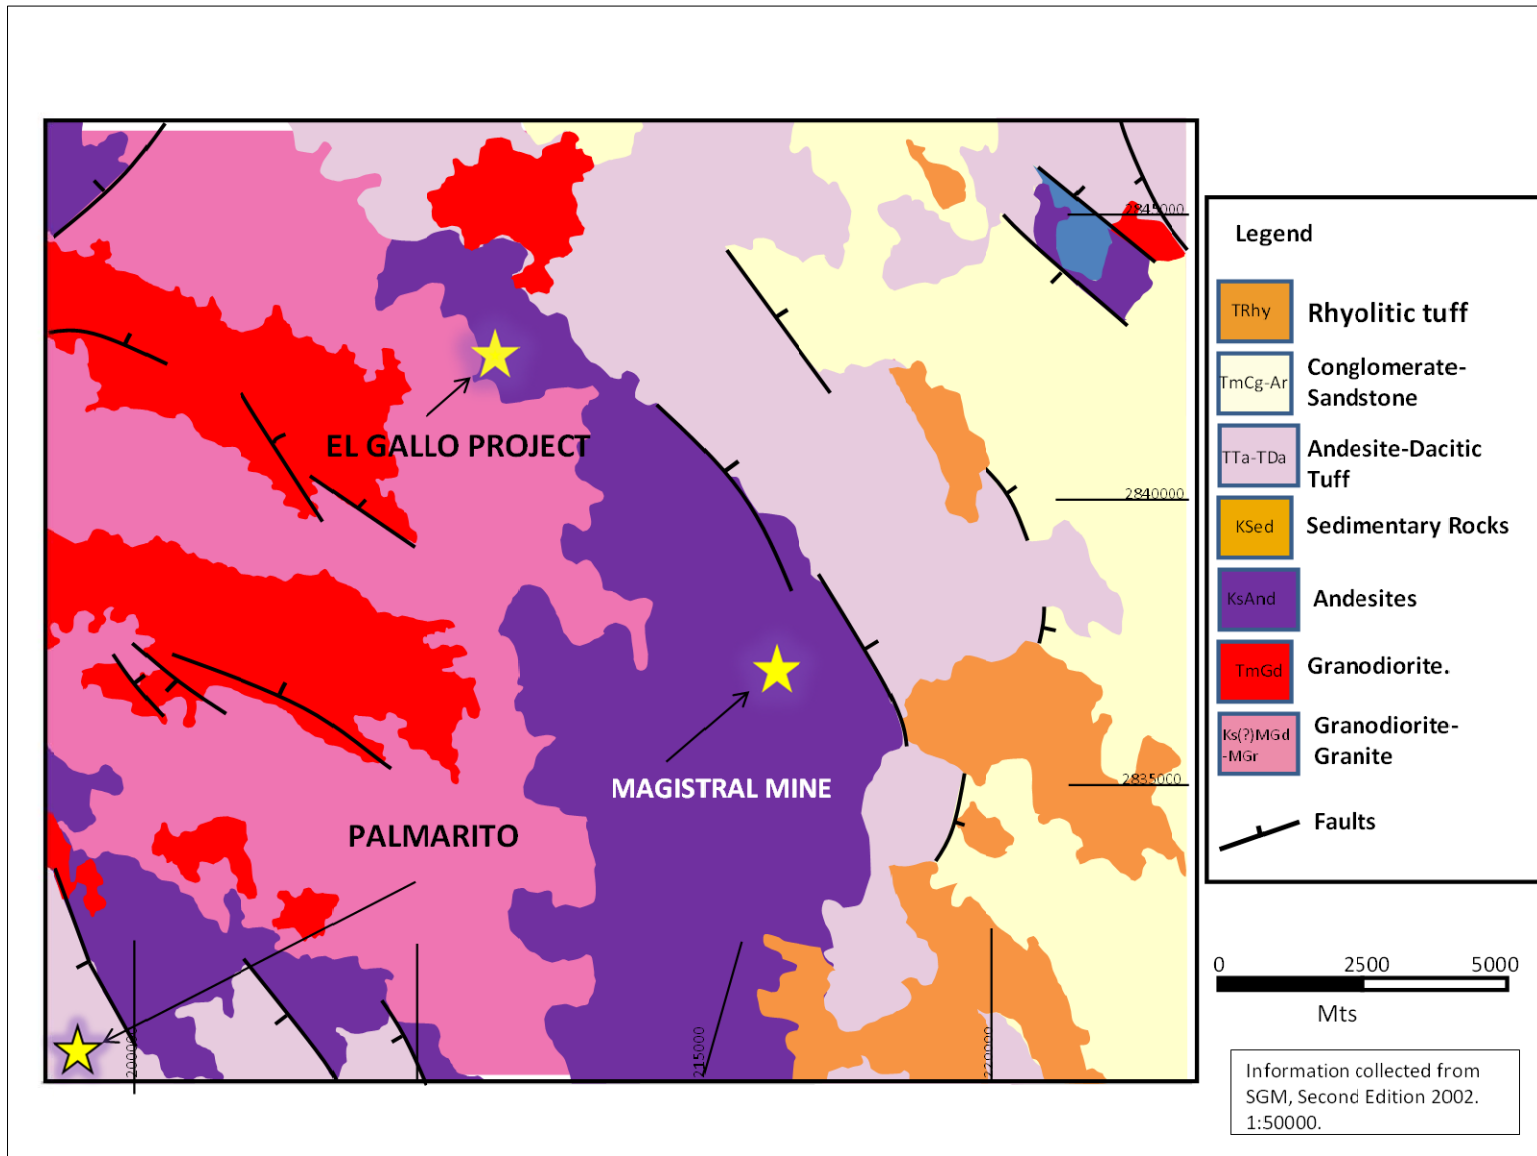 2845000
EL GALLO PROJECT
2840000
MAGISTRAL MINE
2835000
PALMARITO
200000
215000
220000
Legend
TRhy
Rhyolitic tuff
TmCg-Ar
Conglomerate-
Sandstone
TTa-TDa
Andesite-Dacitic
Tuff
KSed
Sedimentary Rocks
KsAnd
Andesites
TmGd
Granodiorite.
Ks(?)MGd
-MGr
Granodiorite-
Granite
Faults
0 2500 5000
Mts
Information collected from
SGM, Second Edition 2002.
1:50000.